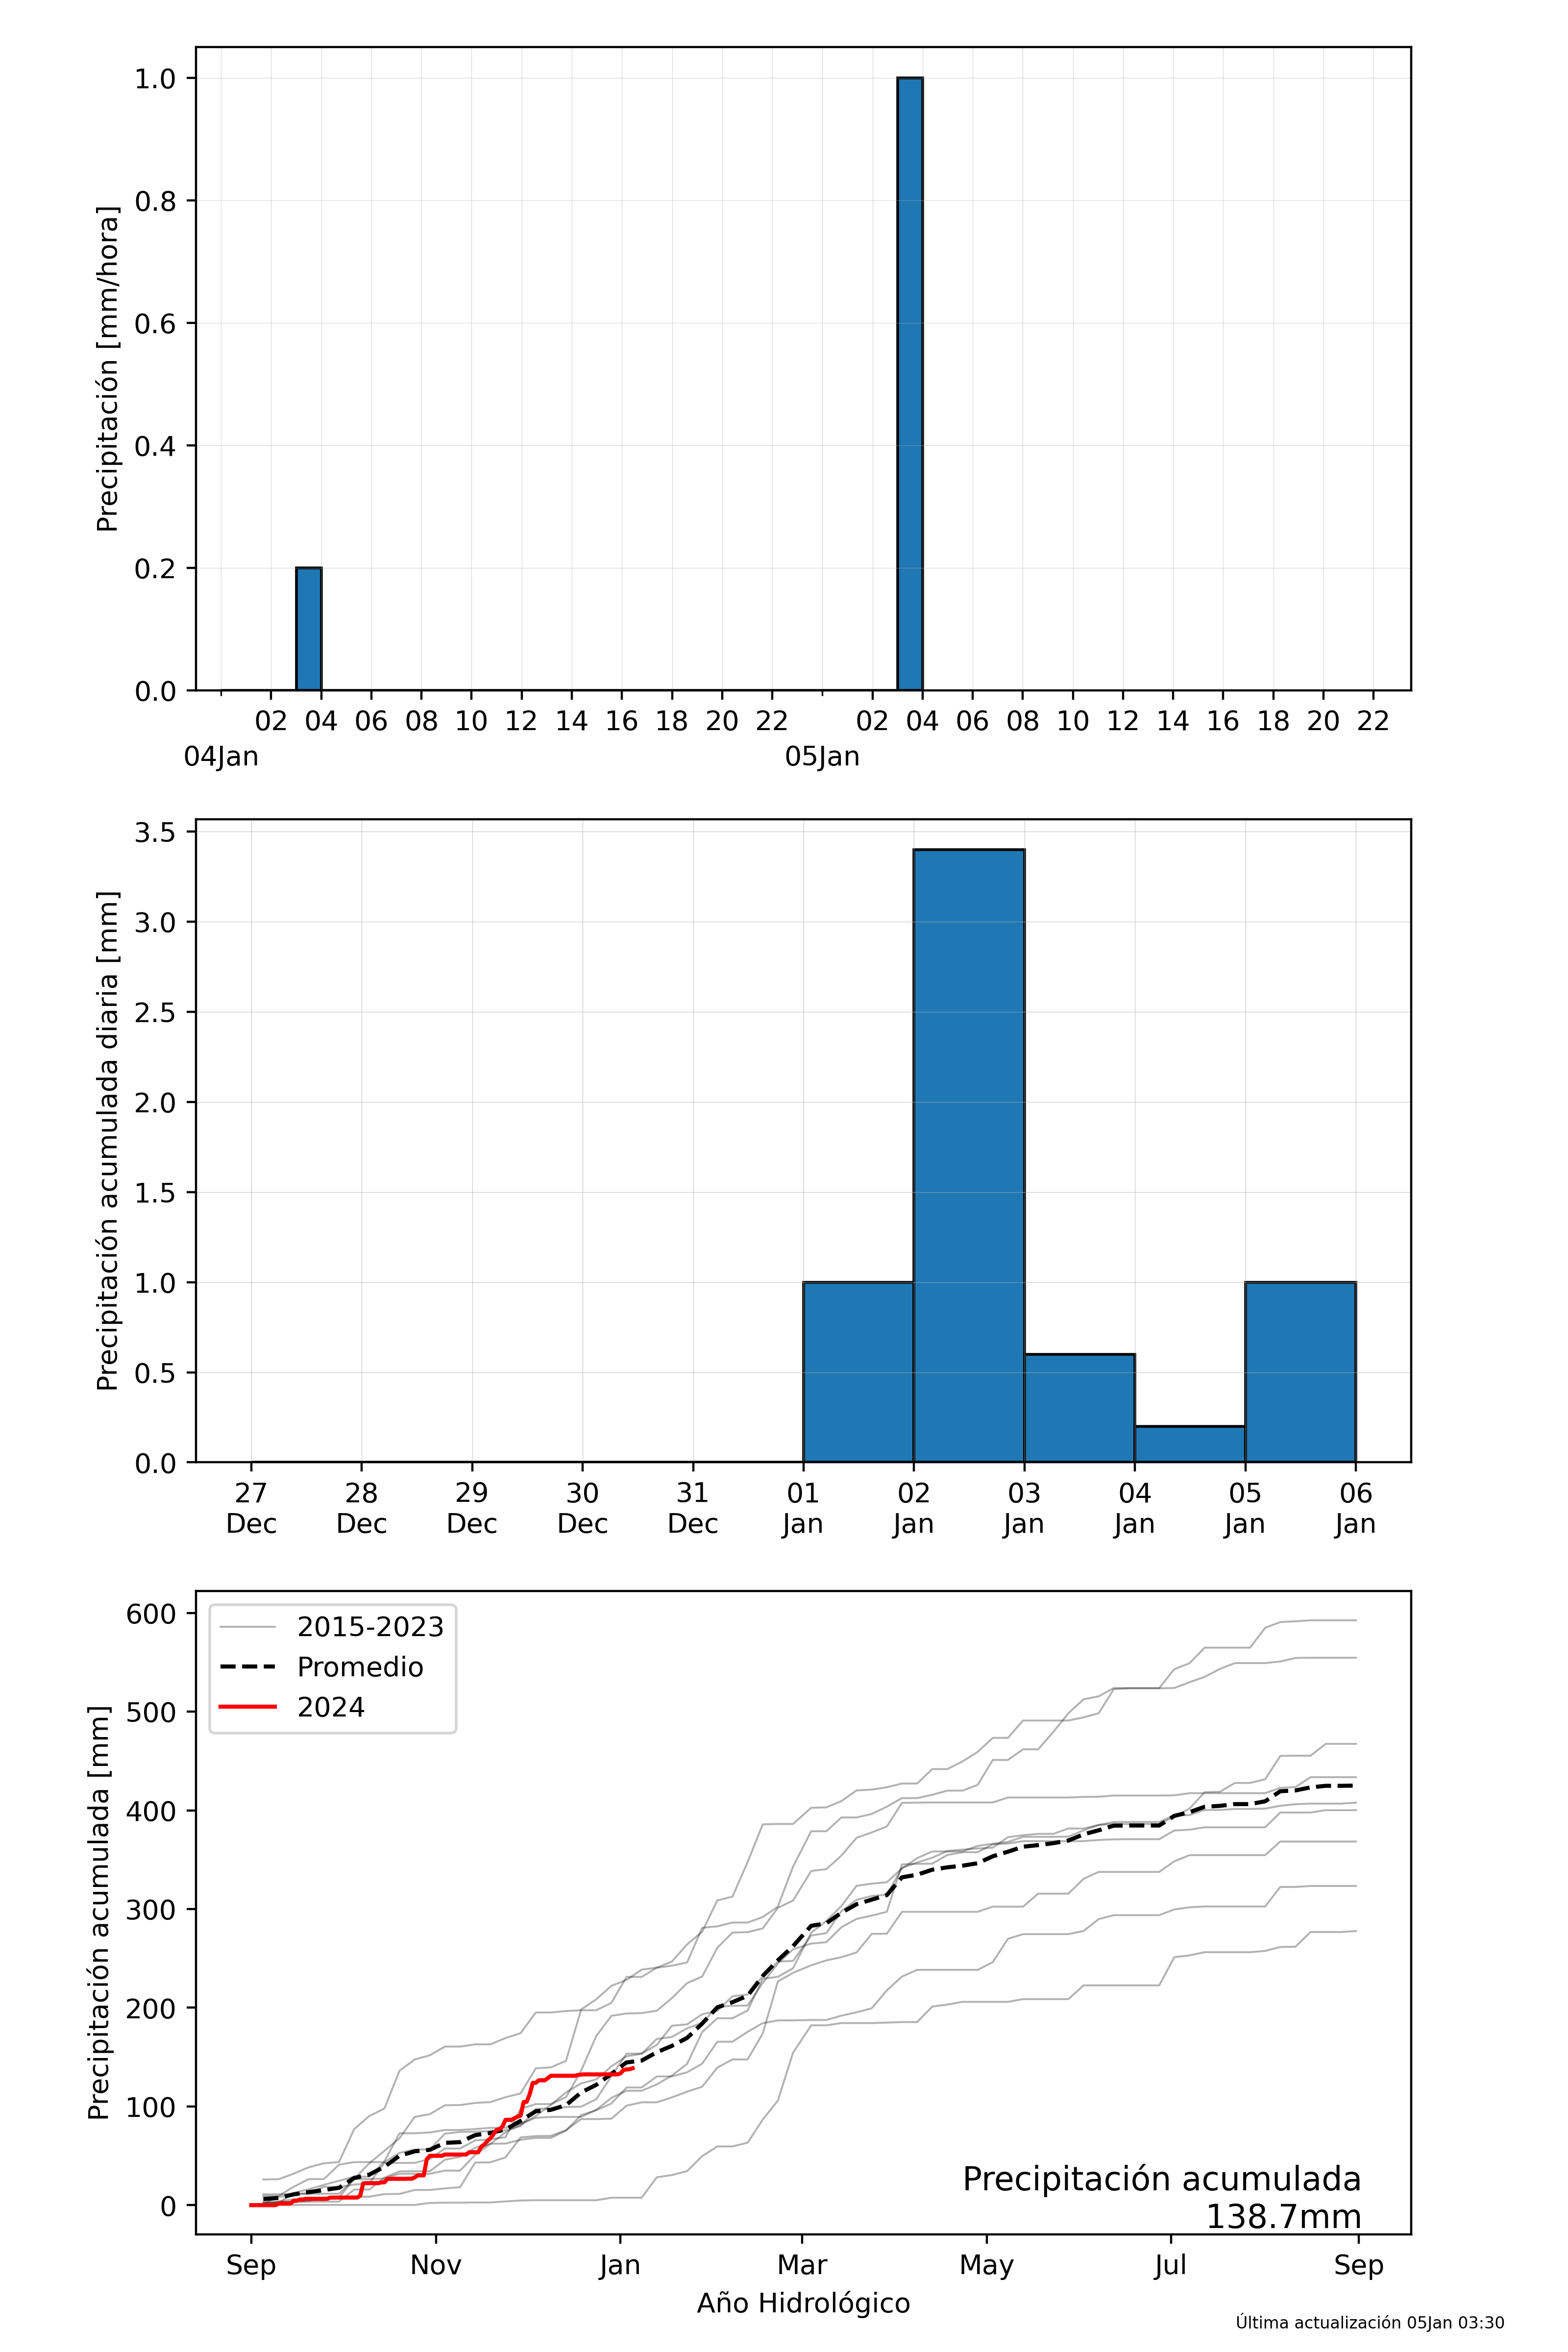 Precipitación [mm/hora]
1.0
0.8
0.6
0.4
0.2
0.0
02 04 06 08 10 12 14 16 18 20 22 02 04 06 08 10 12 14 16 18 20 22
04Jan 05Jan
Precipitación acumulada diaria [mm]
3.5
3.0
2.5
2.0
1.5
1.0
0.5
0.0
27 28 29 30 31 01 02 03 04 05 06
Dec Dec Dec Dec Dec Jan Jan Jan Jan Jan Jan
Precipitación acumulada [mm]
600
500
400
300
200
100
0
2015-2023
Promedio
2024
Precipitación acumulada
138.7mm
Sep Nov Jan Mar May Jul Sep
Año Hidrológico
Última actualización 05Jan 03:30